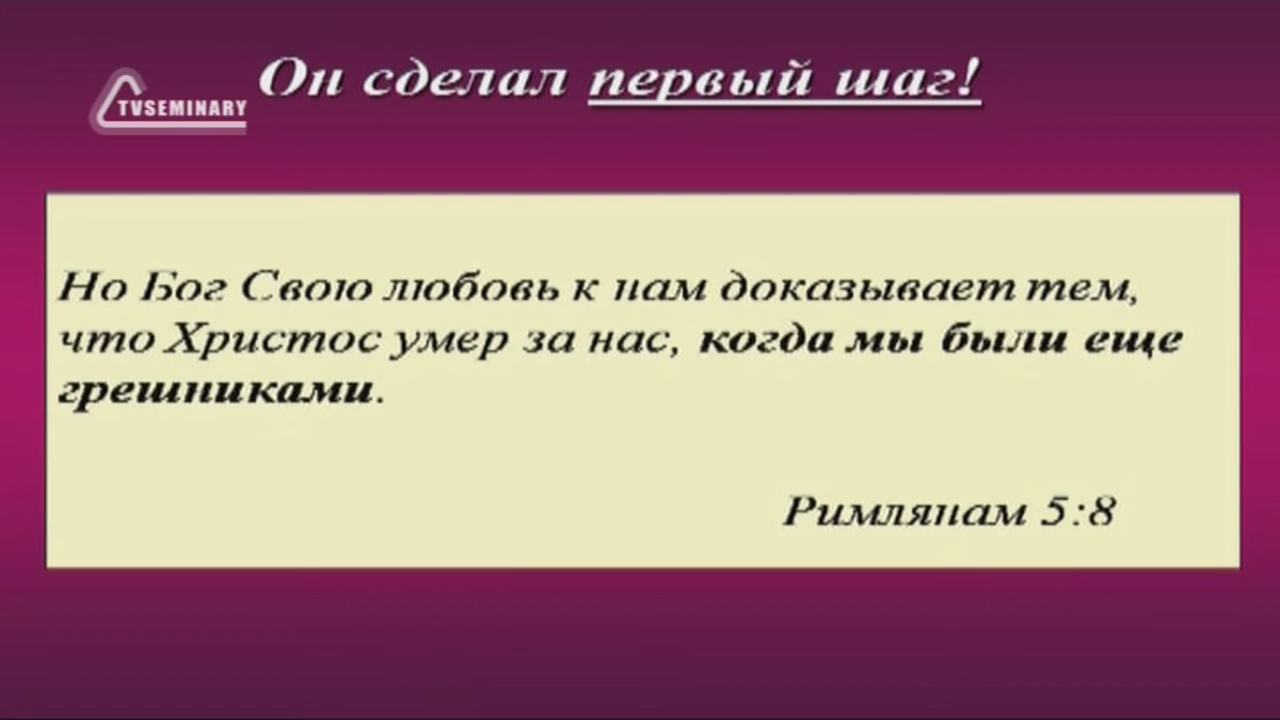 Он сделал первый шаг!
TVSEMINARY
Но Бог Свою любовь к нам доказывает тем,
что Христос умер за нас, когда мы были еще
грешниками.
Римлянам 5:8